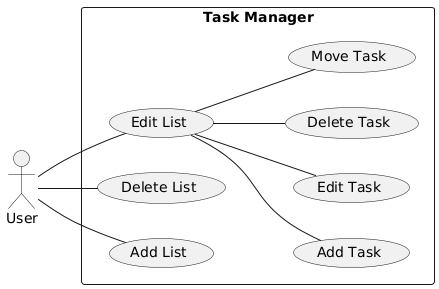 Task Manager
Move Task
Edit List
Delete Task
Delete List
Edit Task
User
Add List
Add Task